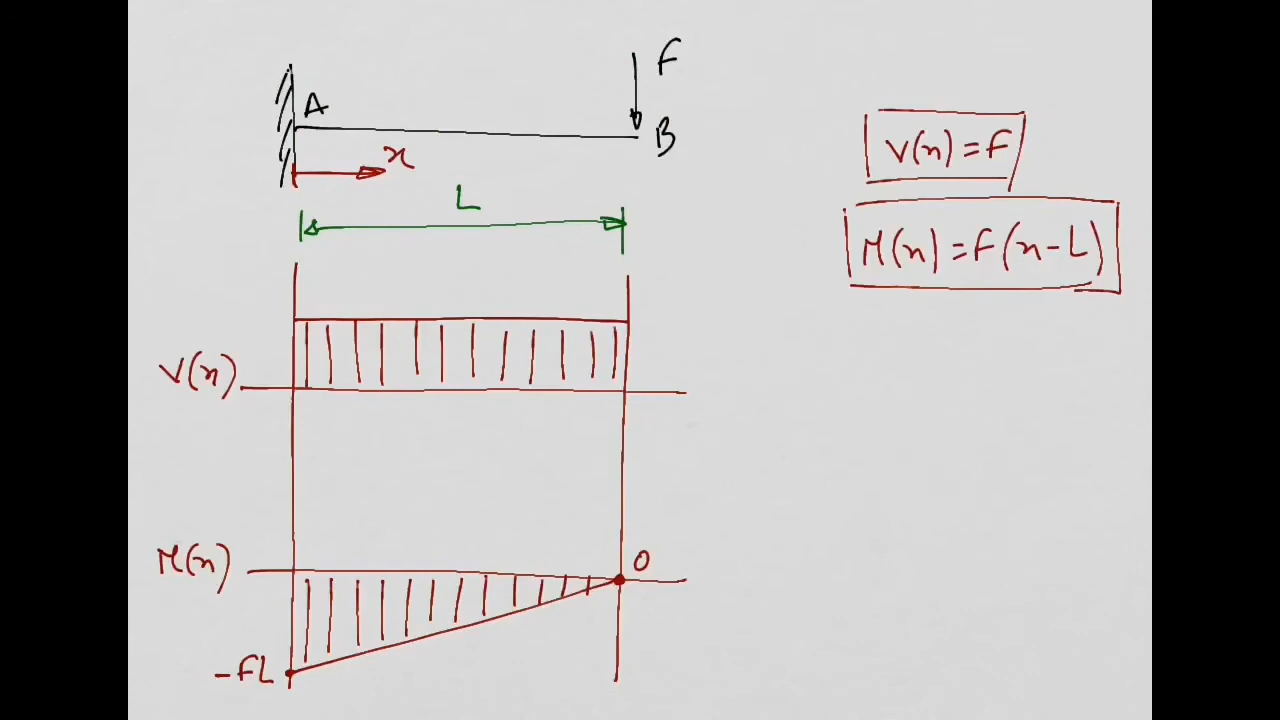 F
A
B
x
L
V(x) = F
M(x) = F(x-L)
V(x)
M(x)
0
-FL